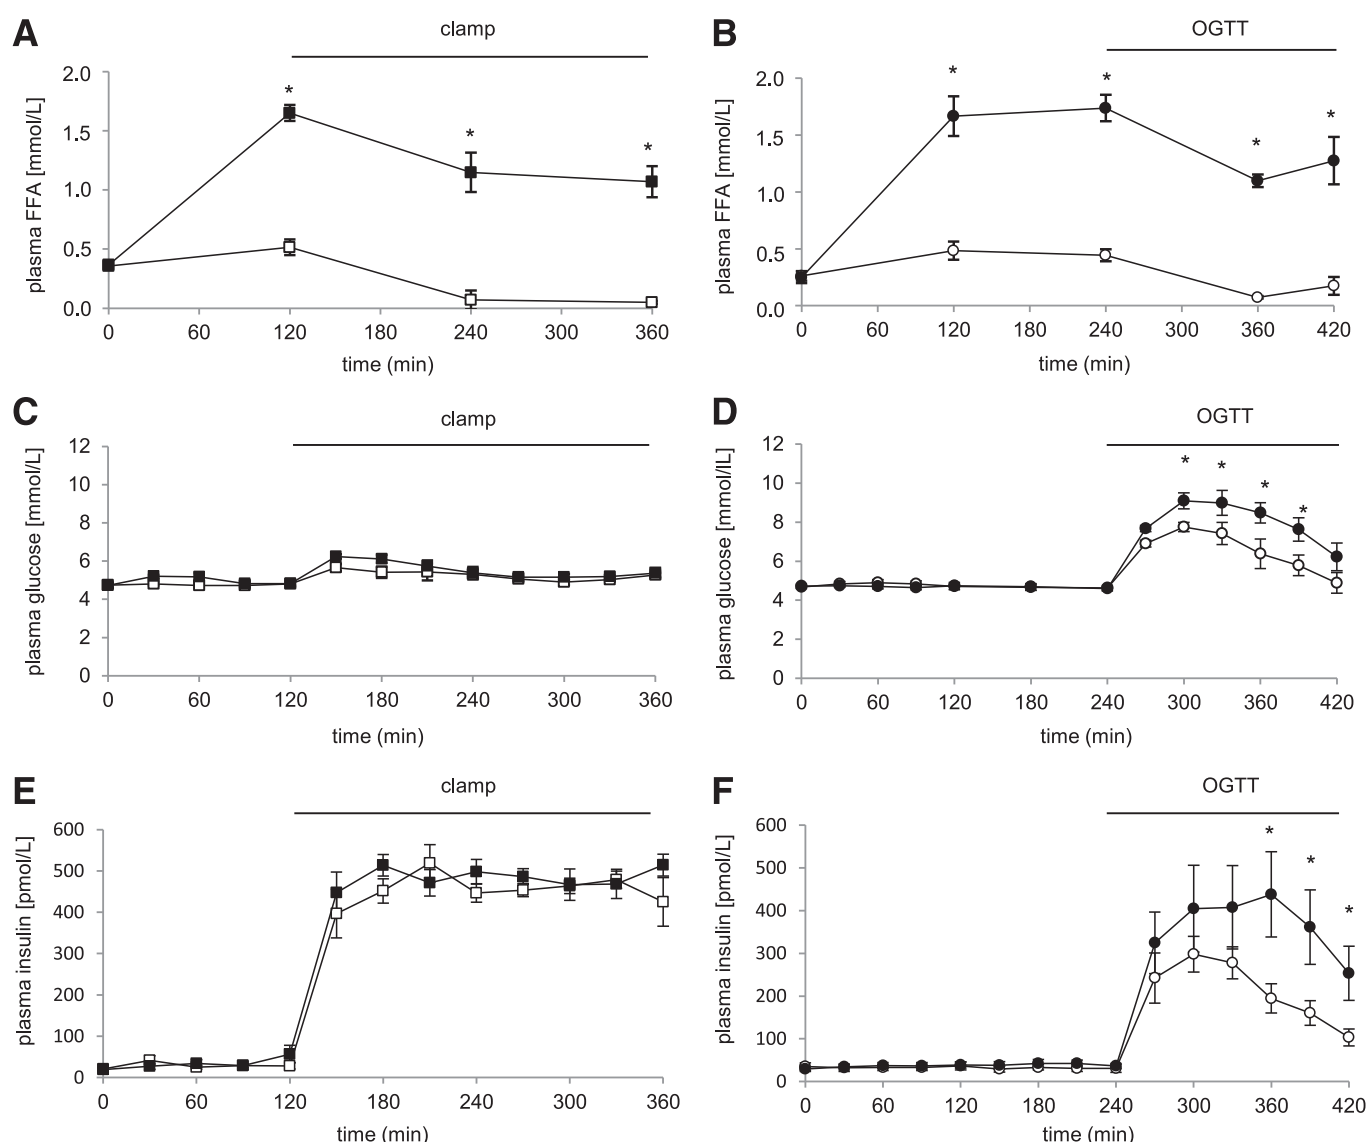 A
clamp
plasma FFA [mmol/L]
2.0
1.5
1.0
0.5
0.0
* * *
0 60 120 180 240 300 360
time (min)
B
OGTT
plasma FFA [mmol/L]
2.0
1.5
1.0
0.5
0.0
* * * *
0 60 120 180 240 300 360 420
time (min)
C
clamp
plasma glucose [mmol/L]
12
10
8
6
4
2
0
0 60 120 180 240 300 360
time (min)
D
OGTT
plasma glucose [mmol/lL]
12
10
8
6
4
2
0
* * * *
0 60 120 180 240 300 360 420
time (min)
E
clamp
plasma insulin [pmol/L]
600
500
400
300
200
100
0
0 60 120 180 240 300 360
time (min)
F
OGTT
plasma insulin [pmol/L]
600
500
400
300
200
100
0
* * *
0 60 120 180 240 300 360 420
time (min)